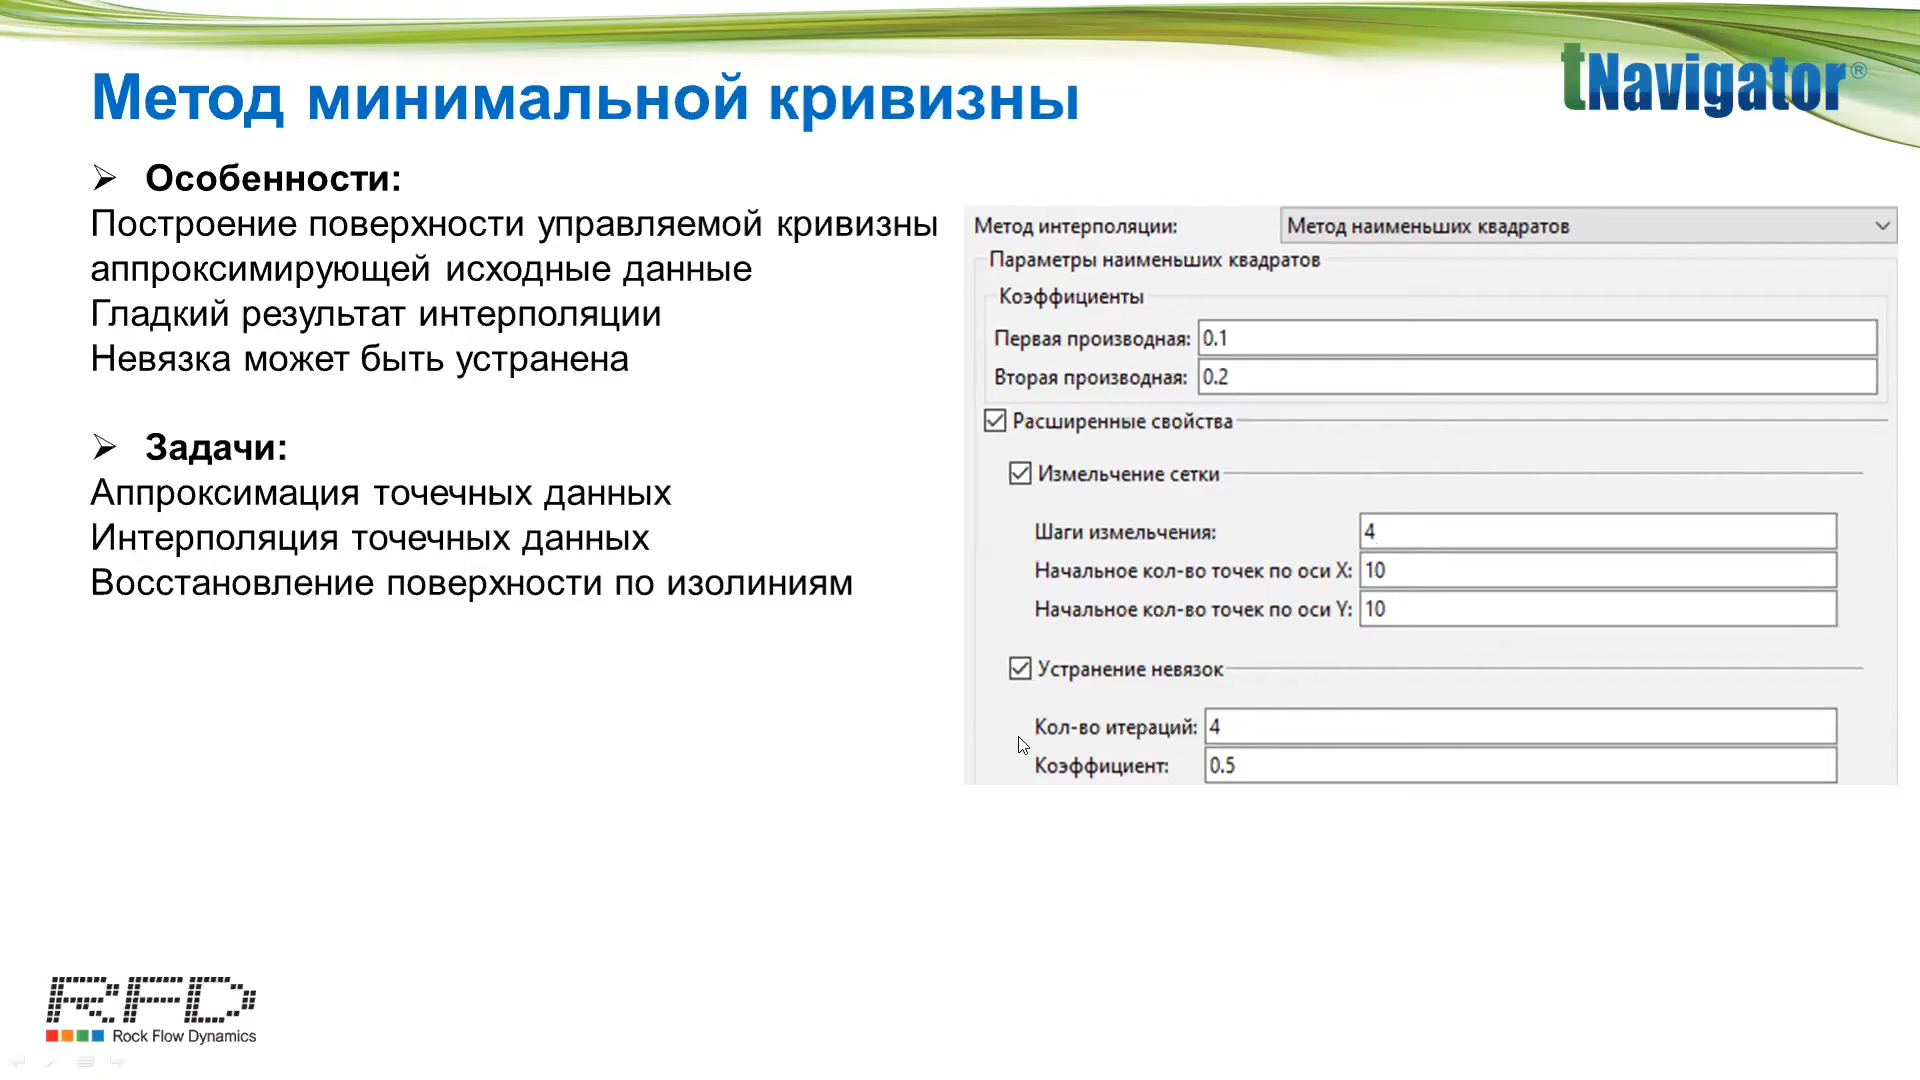 Метод минимальной кривизны
tNavigator®
Особенности:
Построение поверхности управляемой кривизны
аппроксимирующей исходные данные
Гладкий результат интерполяции
Невязка может быть устранена
Задачи:
Аппроксимация точечных данных
Интерполяция точечных данных
Восстановление поверхности по изолиниям
Метод интерполяции: Метод наименьших квадратов
Параметры наименьших квадратов
Коэффициенты
Первая производная: 0.1
Вторая производная: 0.2
Расширенные свойства
Измельчение сетки
Шаги измельчения: 4
Начальное кол-во точек по оси X: 10
Начальное кол-во точек по оси Y: 10
Устранение невязок
Кол-во итераций: 4
Коэффициент: 0.5
RFD
Rock Flow Dynamics